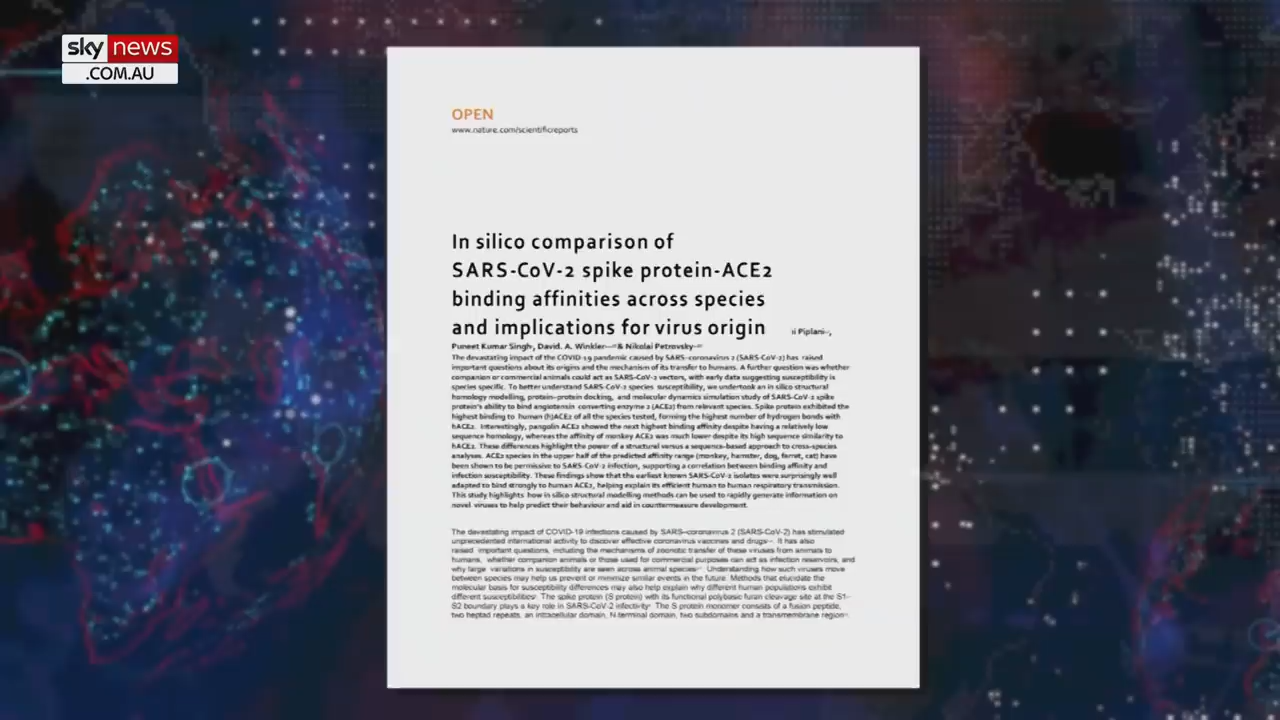 sky news
.COM.AU
OPEN
www.nature.com/scientificreports
In silico comparison of
SARS-CoV-2 spike protein-ACE2
binding affinities across species
and implications for virus origin
Piplani,
Puneet Kumar Singh, David. A. Winkler & Nikolai Petrovsky
The devastating impact of the COVID-19 pandemic caused by SARS-coronavirus 2 (SARS-CoV-2) has raised
important questions about its origins and the mechanism of its transfer to humans. A further question was whether
companion or commercial animals could act as SARS-CoV-2 vectors, with early data suggesting susceptibility is
species specific. To better understand SARS-CoV-2 species susceptibility, we undertook an in silico structural
homology modelling, protein-protein docking, and molecular dynamics simulation study of SARS-CoV-2 spike
protein's ability to bind angiotensin converting enzyme 2 (ACE2) from relevant species. Spike protein exhibited the
highest binding to human (h)ACE2 of all the species tested, forming the highest number of hydrogen bonds with
hACE2. Interestingly, pangolin ACE2 showed the next highest binding affinity despite having a relatively low
sequence homology, whereas the affinity of monkey ACE2 was much lower despite its high sequence similarity to
hACE2. These differences highlight the power of a structural versus a sequence-based approach to cross-species
analyses. ACE2 species in the upper half of the predicted affinity range (monkey, hamster, dog, ferret, cat) have
been shown to be permissive to SARS-CoV-2 infection, supporting a correlation between binding affinity and
infection susceptibility. These findings show that the earliest known SARS-CoV-2 isolates were surprisingly well
adapted to bind strongly to human ACE2, helping explain its efficient human to human respiratory transmission.
This study highlights how in silico structural modelling methods can be used to rapidly generate information on
novel viruses to help predict their behaviour and aid in countermeasure development.
The devastating impact of COVID-19 infections caused by SARS-coronavirus 2 (SARS-CoV-2) has stimulated
unprecedented international activity to discover effective coronavirus vaccines and drugs. It has also
raised important questions, including the mechanisms of zoonotic transfer of these viruses from animals to
humans, whether companion animals or those used for commercial purposes can act as infection reservoirs, and
why large variations in susceptibility are seen across animal species. Understanding how such viruses move
between species may help us prevent or minimize similar events in the future. Methods that elucidate the
molecular basis for susceptibility differences may also help explain why different human populations exhibit
different susceptibilities. The spike protein (S protein) with its functional polybasic furan cleavage site at the S1–
S2 boundary plays a key role in SARS-CoV-2 infectivity. The S protein monomer consists of a fusion peptide,
two heptad repeats, an intracellular domain, N-terminal domain, two subdomains and a transmembrane region.